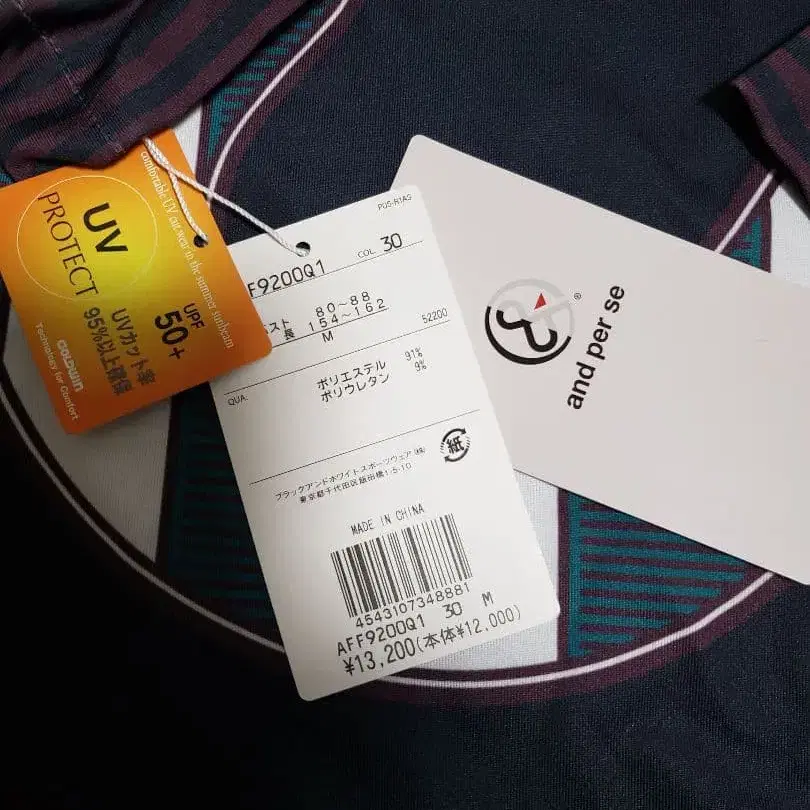 comfortable UV cut wear to the summer sunbeam
UV
PROTECT
UPF
50+
UVカット率
95%以上確保
GOLDWIN
Technology for Comfort
PUS-R1AS
FF9200Q1
COL. 30
スト 80~88
長 154~162
M
52200
QUA.
ポリエステル 91%
ポリウレタン 9%
紙
ブラックアンドホワイトスポーツウェア(株)
東京都千代田区飯田橋1-5-10
MADE IN CHINA
4543107348881
AFF9200Q1 30 M
¥13,200(本体¥12,000)
®
and per se